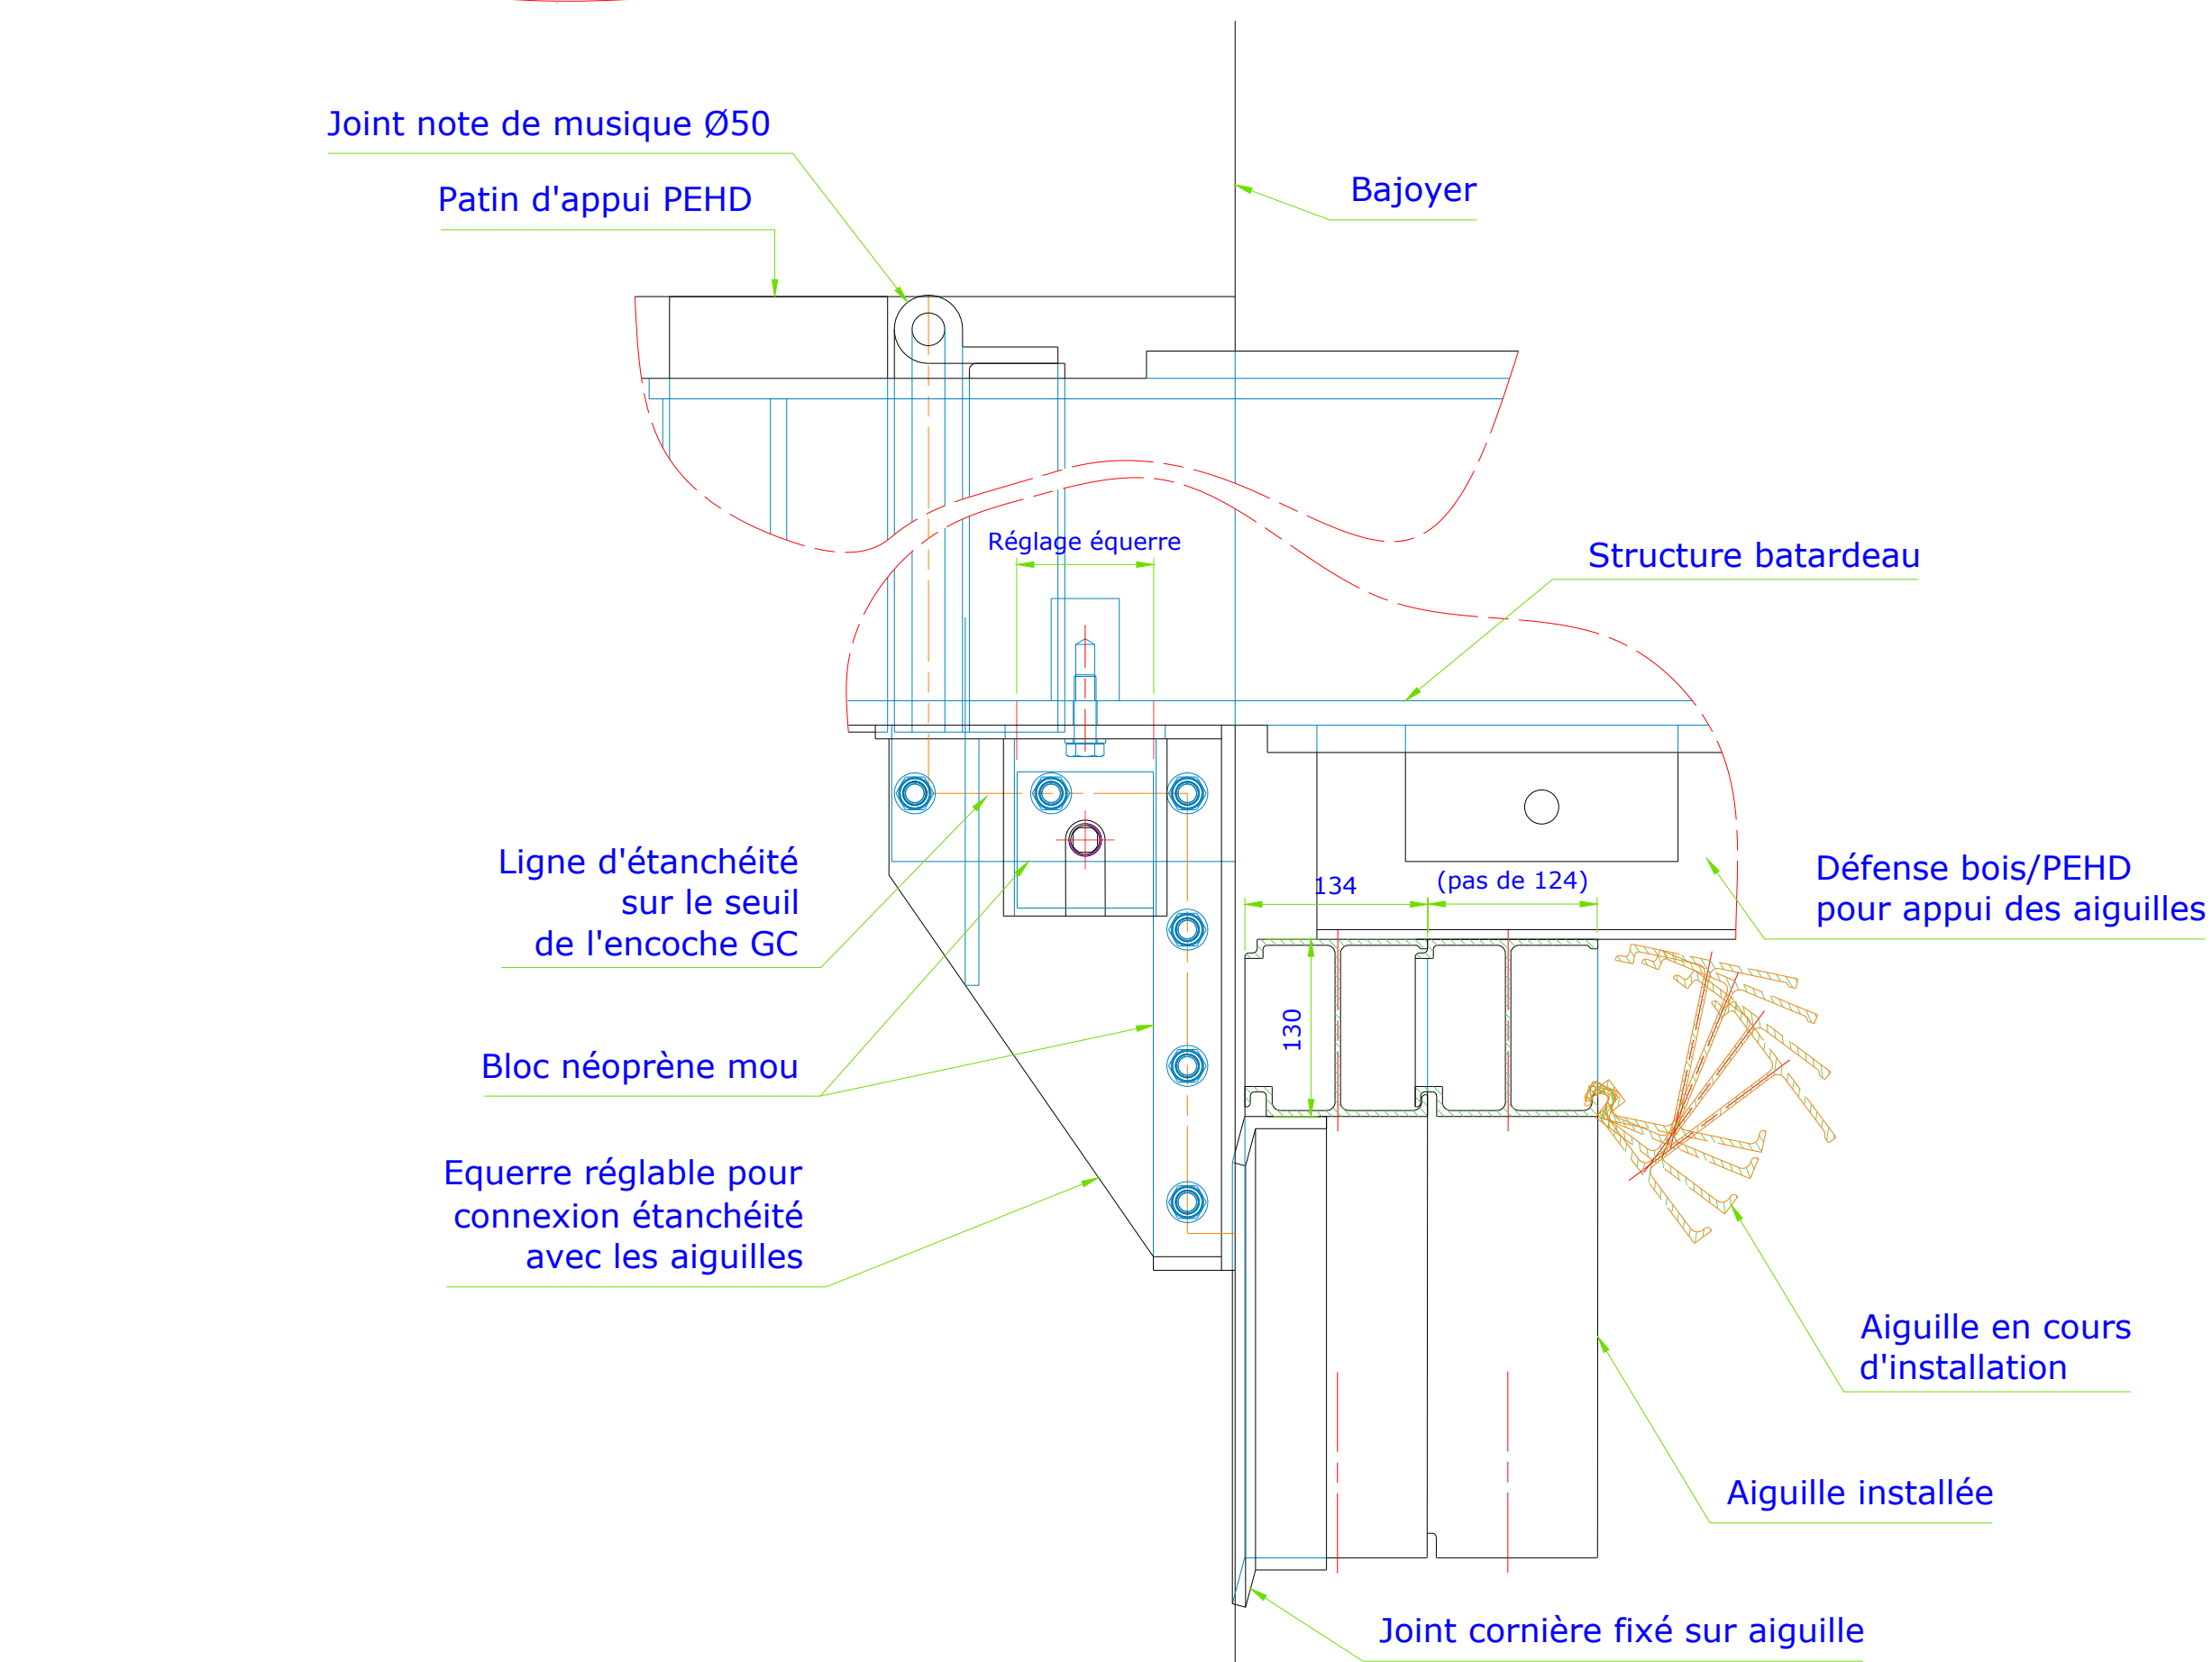 Joint note de musique Ø50
Patin d'appui PEHD
Bajoyer
Réglage équerre
Structure batardeau
Ligne d'étanchéité
sur le seuil
de l'encoche GC
134
(pas de 124)
Défense bois/PEHD
pour appui des aiguilles
130
Bloc néoprène mou
Equerre réglable pour
connexion étanchéité
avec les aiguilles
Aiguille en cours
d'installation
Aiguille installée
Joint cornière fixé sur aiguille